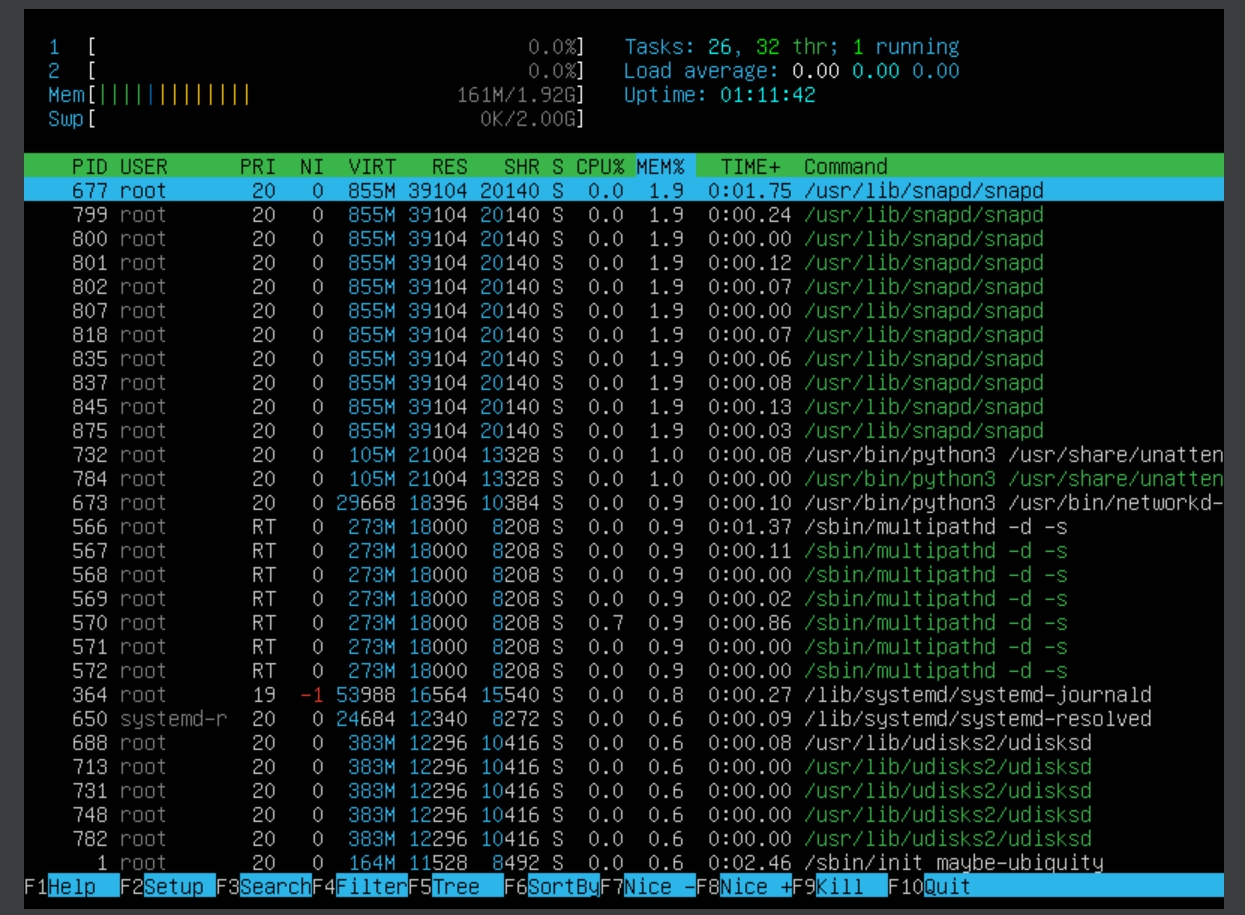 1 [ 0.0%] Tasks: 26, 32 thr; 1 running
2 [ 0.0%] Load average: 0.00 0.00 0.00
Mem[||||||||||||| 161M/1.92G] Uptime: 01:11:42
Swp[ 0K/2.00G]
PID USER PRI NI VIRT RES SHR S CPU% MEM% TIME+ Command
677 root 20 0 855M 39104 20140 S 0.0 1.9 0:01.75 /usr/lib/snapd/snapd
799 root 20 0 855M 39104 20140 S 0.0 1.9 0:00.24 /usr/lib/snapd/snapd
800 root 20 0 855M 39104 20140 S 0.0 1.9 0:00.00 /usr/lib/snapd/snapd
801 root 20 0 855M 39104 20140 S 0.0 1.9 0:00.12 /usr/lib/snapd/snapd
802 root 20 0 855M 39104 20140 S 0.0 1.9 0:00.07 /usr/lib/snapd/snapd
807 root 20 0 855M 39104 20140 S 0.0 1.9 0:00.00 /usr/lib/snapd/snapd
818 root 20 0 855M 39104 20140 S 0.0 1.9 0:00.07 /usr/lib/snapd/snapd
835 root 20 0 855M 39104 20140 S 0.0 1.9 0:00.06 /usr/lib/snapd/snapd
837 root 20 0 855M 39104 20140 S 0.0 1.9 0:00.08 /usr/lib/snapd/snapd
845 root 20 0 855M 39104 20140 S 0.0 1.9 0:00.13 /usr/lib/snapd/snapd
875 root 20 0 855M 39104 20140 S 0.0 1.9 0:00.03 /usr/lib/snapd/snapd
732 root 20 0 105M 21004 13328 S 0.0 1.0 0:00.08 /usr/bin/python3 /usr/share/unatten
784 root 20 0 105M 21004 13328 S 0.0 1.0 0:00.00 /usr/bin/python3 /usr/share/unatten
673 root 20 0 29668 18396 10384 S 0.0 0.9 0:00.10 /usr/bin/python3 /usr/bin/networkd-
566 root RT 0 273M 18000 8208 S 0.0 0.9 0:01.37 /sbin/multipathd -d -s
567 root RT 0 273M 18000 8208 S 0.0 0.9 0:00.11 /sbin/multipathd -d -s
568 root RT 0 273M 18000 8208 S 0.0 0.9 0:00.00 /sbin/multipathd -d -s
569 root RT 0 273M 18000 8208 S 0.0 0.9 0:00.02 /sbin/multipathd -d -s
570 root RT 0 273M 18000 8208 S 0.7 0.9 0:00.86 /sbin/multipathd -d -s
571 root RT 0 273M 18000 8208 S 0.0 0.9 0:00.00 /sbin/multipathd -d -s
572 root RT 0 273M 18000 8208 S 0.0 0.9 0:00.00 /sbin/multipathd -d -s
364 root 19 -1 53988 16564 15540 S 0.0 0.8 0:00.27 /lib/systemd/systemd-journald
650 systemd-r 20 0 24684 12340 8272 S 0.0 0.6 0:00.09 /lib/systemd/systemd-resolved
688 root 20 0 383M 12296 10416 S 0.0 0.6 0:00.08 /usr/lib/udisks2/udisksd
713 root 20 0 383M 12296 10416 S 0.0 0.6 0:00.00 /usr/lib/udisks2/udisksd
731 root 20 0 383M 12296 10416 S 0.0 0.6 0:00.00 /usr/lib/udisks2/udisksd
748 root 20 0 383M 12296 10416 S 0.0 0.6 0:00.00 /usr/lib/udisks2/udisksd
782 root 20 0 383M 12296 10416 S 0.0 0.6 0:00.00 /usr/lib/udisks2/udisksd
1 root 20 0 164M 11528 8492 S 0.0 0.6 0:02.46 /sbin/init maybe-ubiquity
F1Help F2Setup F3SearchF4FilterF5Tree F6SortByF7Nice -F8Nice +F9Kill F10Quit